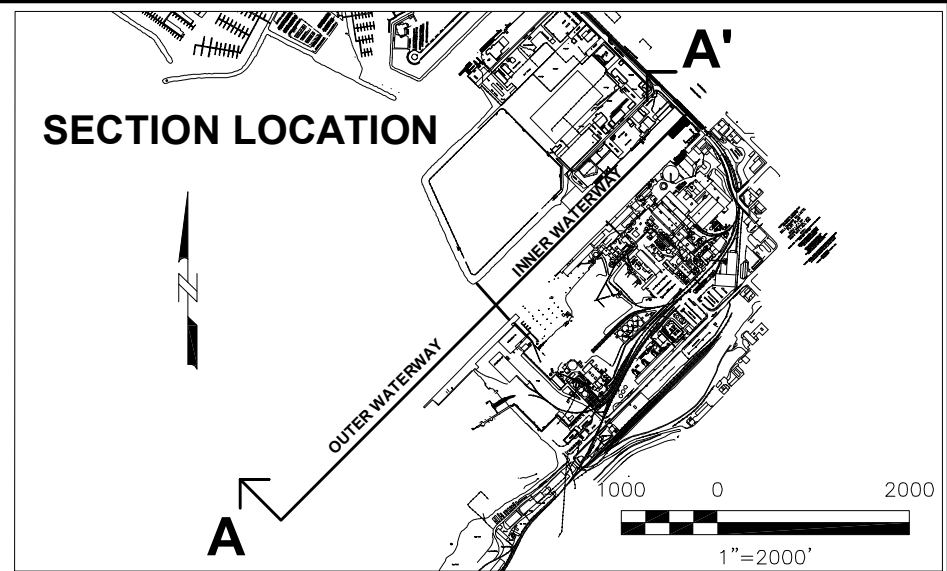 A'
SECTION LOCATION
INNER WATERWAY
N
OUTER WATERWAY
A
1000 0 2000
1"=2000'